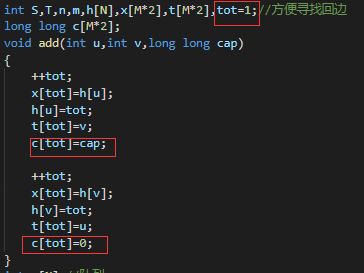 int S,T,n,m,h[N],x[M*2],t[M*2],tot=1;//方便寻找回边
long long c[M*2];
void add(int u,int v,long long cap)
{
++tot;
x[tot]=h[u];
h[u]=tot;
t[tot]=v;
c[tot]=cap;
++tot;
x[tot]=h[v];
h[v]=tot;
t[tot]=u;
c[tot]=0;
}